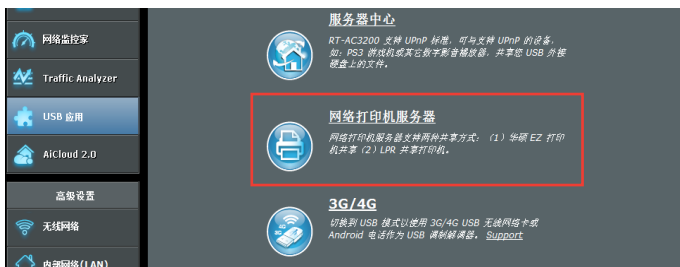 网络监控家
Traffic Analyzer
USB 应用
AiCloud 2.0
高级设置
无线网络
内部网络(LAN)
服务器中心
RT-AC3200 支持 UPnP 标准，可与支持 UPnP 的设备，
如：PS3 游戏机或其它数字影音播放器，共享您 USB 外接
硬盘上的文件。
网络打印机服务器
网络打印机服务器支持两种共享方式：（1）华硕 EZ 打印
机共享（2）LPR 共享打印机。
3G/4G
切换到 USB 模式以使用 3G/4G USB 无线网络卡或
Android 电话作为 USB 调制解调器。 Support